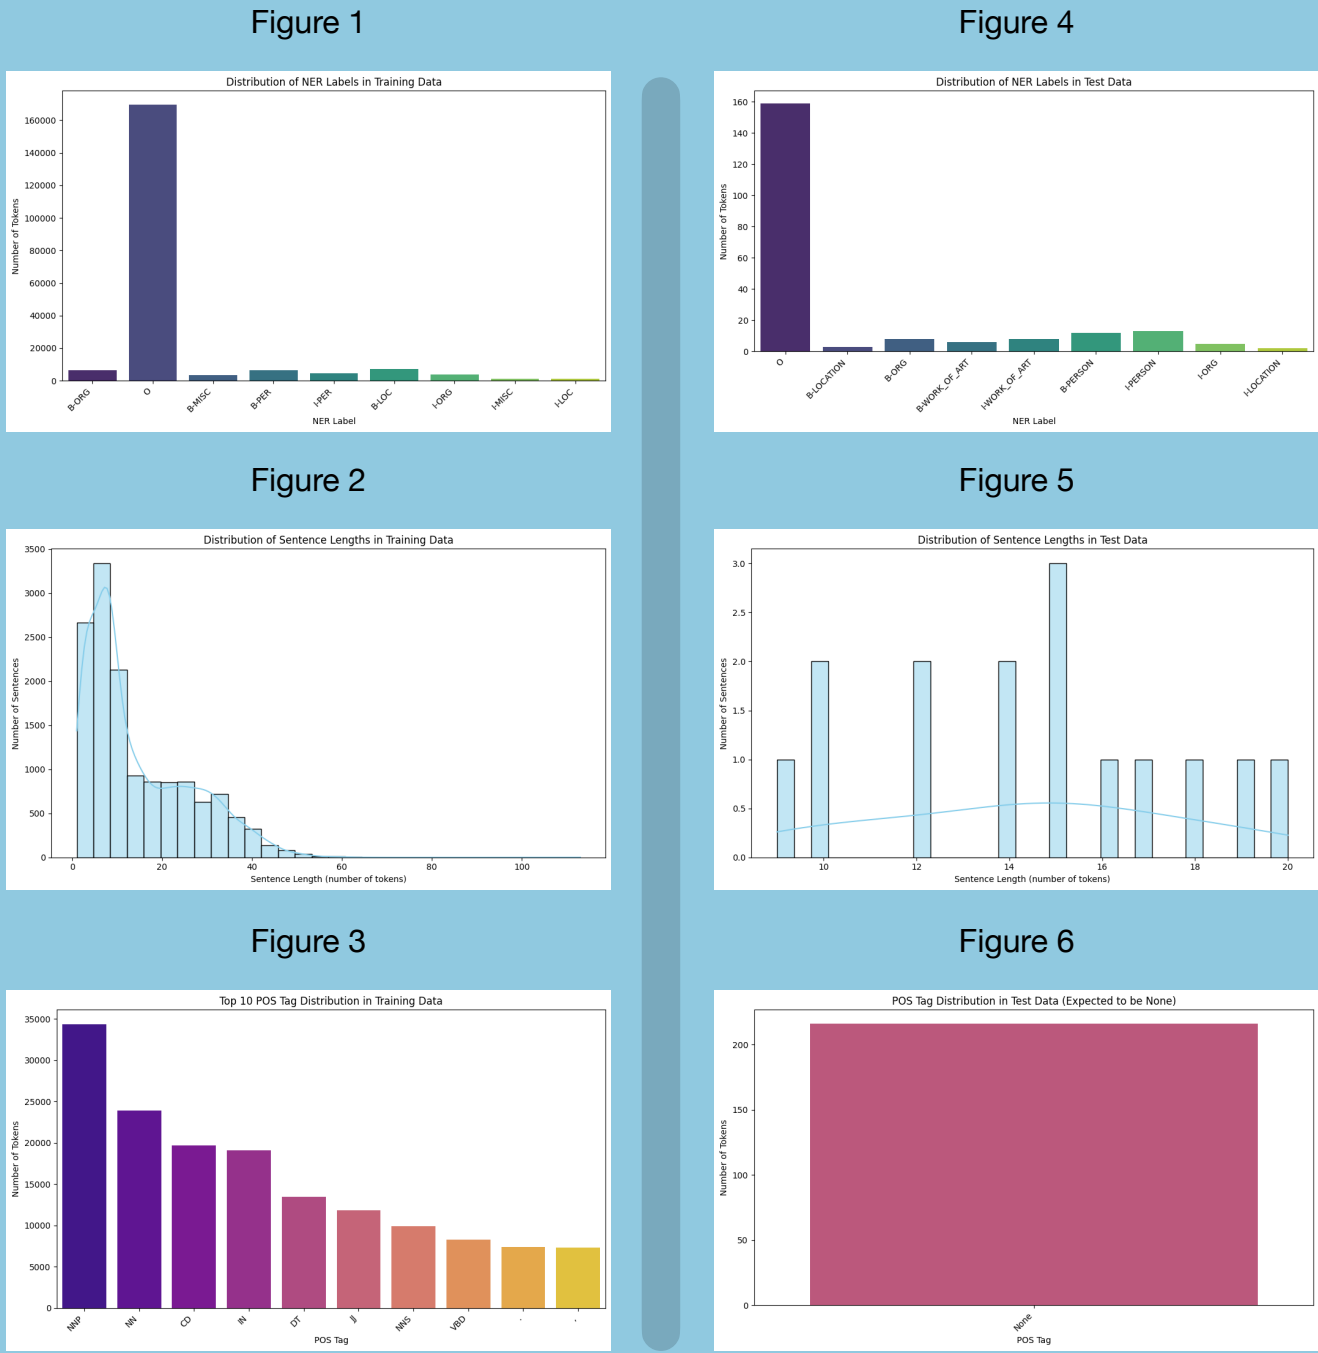 Figure 1
Distribution of NER Labels in Training Data
Number of Tokens
160000
140000
120000
100000
80000
60000
40000
20000
0
B-ORG
O
B-MISC
B-PER
I-PER
B-LOC
I-ORG
I-MISC
I-LOC
NER Label
Figure 2
Distribution of Sentence Lengths in Training Data
Number of Sentences
3500
3000
2500
2000
1500
1000
500
0
0 20 40 60 80 100
Sentence Length (number of tokens)
Figure 3
Top 10 POS Tag Distribution in Training Data
Number of Tokens
35000
30000
25000
20000
15000
10000
5000
0
NNP
NN
CD
IN
DT
JJ
NNS
VBD
.
,
POS Tag
Figure 4
Distribution of NER Labels in Test Data
Number of Tokens
160
140
120
100
80
60
40
20
0
O
B-LOCATION
B-ORG
B-WORK_OF_ART
I-WORK_OF_ART
B-PERSON
I-PERSON
I-ORG
I-LOCATION
NER Label
Figure 5
Distribution of Sentence Lengths in Test Data
Number of Sentences
3.0
2.5
2.0
1.5
1.0
0.5
0.0
10 12 14 16 18 20
Sentence Length (number of tokens)
Figure 6
POS Tag Distribution in Test Data (Expected to be None)
Number of Tokens
200
150
100
50
0
None
POS Tag